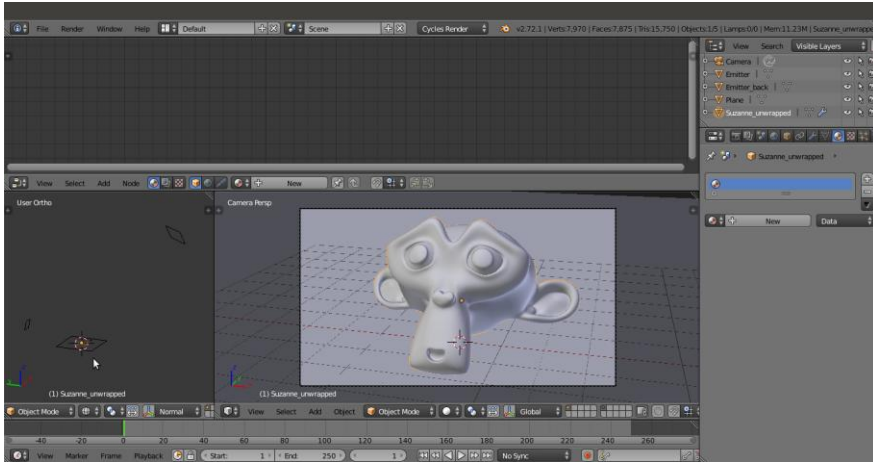 File Render Window Help Default Scene Cycles Render v2.72.1 | Verts:7,970 | Faces:7,875 | Tris:15,750 | Objects:1/5 | Lamps:0/0 | Mem:11.23M | Suzanne_unwrappe
View Search Visible Layers
Camera
Emitter
Emitter_back
Plane
Suzanne_unwrapped
Suzanne_unwrapped
View Select Add Node New
User Ortho
Camera Persp
New Data
(1) Suzanne_unwrapped
(1) Suzanne_unwrapped
Object Mode Normal View Select Add Object Object Mode Global
-40 -20 0 20 40 60 80 100 120 140 160 180 200 220 240 260
View Marker Frame Playback Start: 1 End: 250 1 No Sync